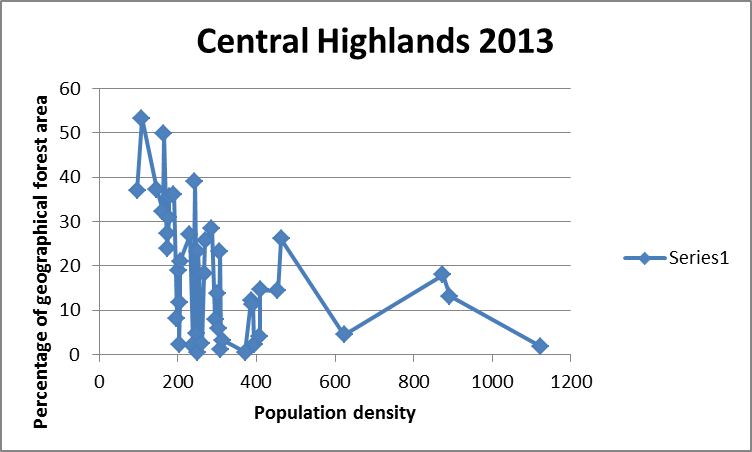 Central Highlands 2013
Percentage of geographical forest area
60
50
40
30
20
10
0
0 200 400 600 800 1000 1200
Population density
Series1